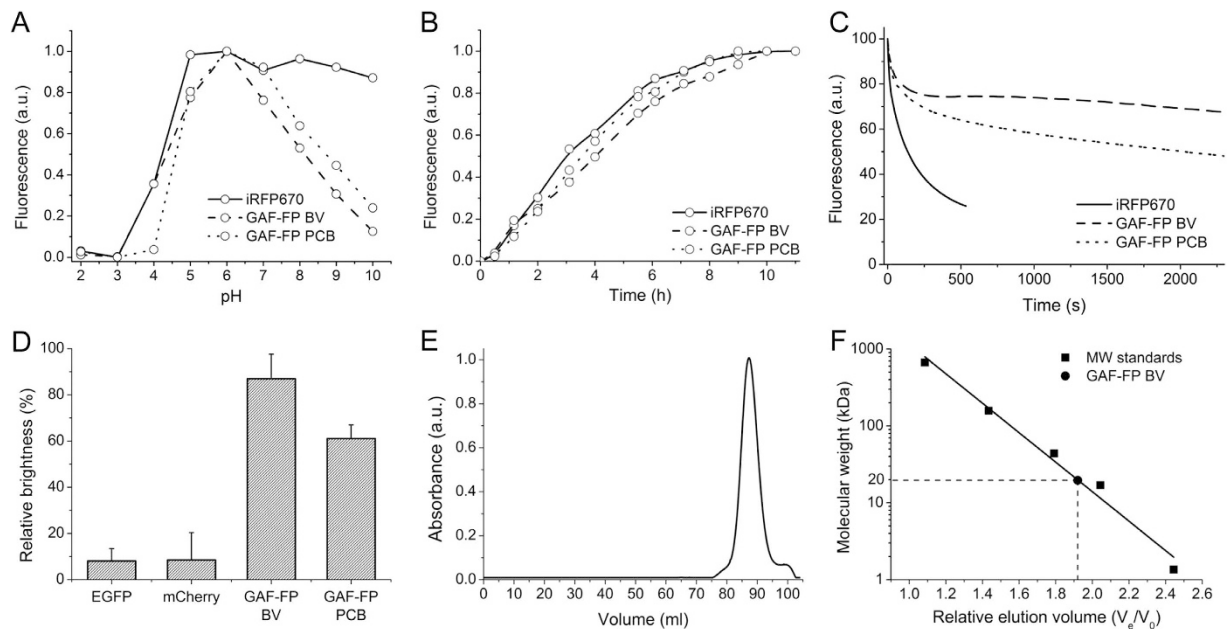 A
Fluorescence (a.u.)
1.0
0.8
0.6
0.4
0.2
0.0
iRFP670
GAF-FP BV
GAF-FP PCB
2 3 4 5 6 7 8 9 10
pH
B
Fluorescence (a.u.)
1.0
0.8
0.6
0.4
0.2
0.0
iRFP670
GAF-FP BV
GAF-FP PCB
0 2 4 6 8 10
Time (h)
C
Fluorescence (a.u.)
100
80
60
40
20
0
iRFP670
GAF-FP BV
GAF-FP PCB
0 500 1000 1500 2000
Time (s)
D
Relative brightness (%)
100
80
60
40
20
0
EGFP mCherry GAF-FP BV GAF-FP PCB
E
Absorbance (a.u.)
1.0
0.8
0.6
0.4
0.2
0.0
0 10 20 30 40 50 60 70 80 90 100
Volume (ml)
F
Molecular weight (kDa)
1000
100
20
10
1
MW standards
GAF-FP BV
1.0 1.2 1.4 1.6 1.8 2.0 2.2 2.4 2.6
Relative elution volume (Ve/V0)